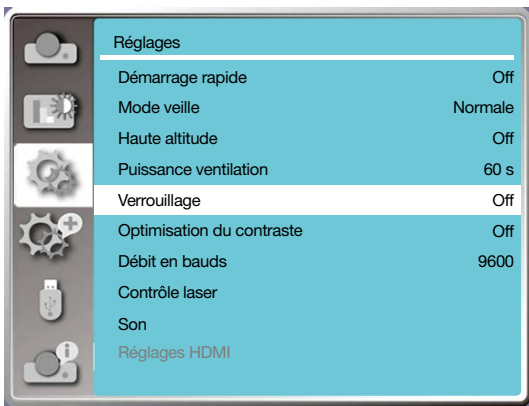 Réglages
Démarrage rapide Off
Mode veille Normale
Haute altitude Off
Puissance ventilation 60 s
Verrouillage Off
Optimisation du contraste Off
Débit en bauds 9600
Contrôle laser
Son
Réglages HDMI